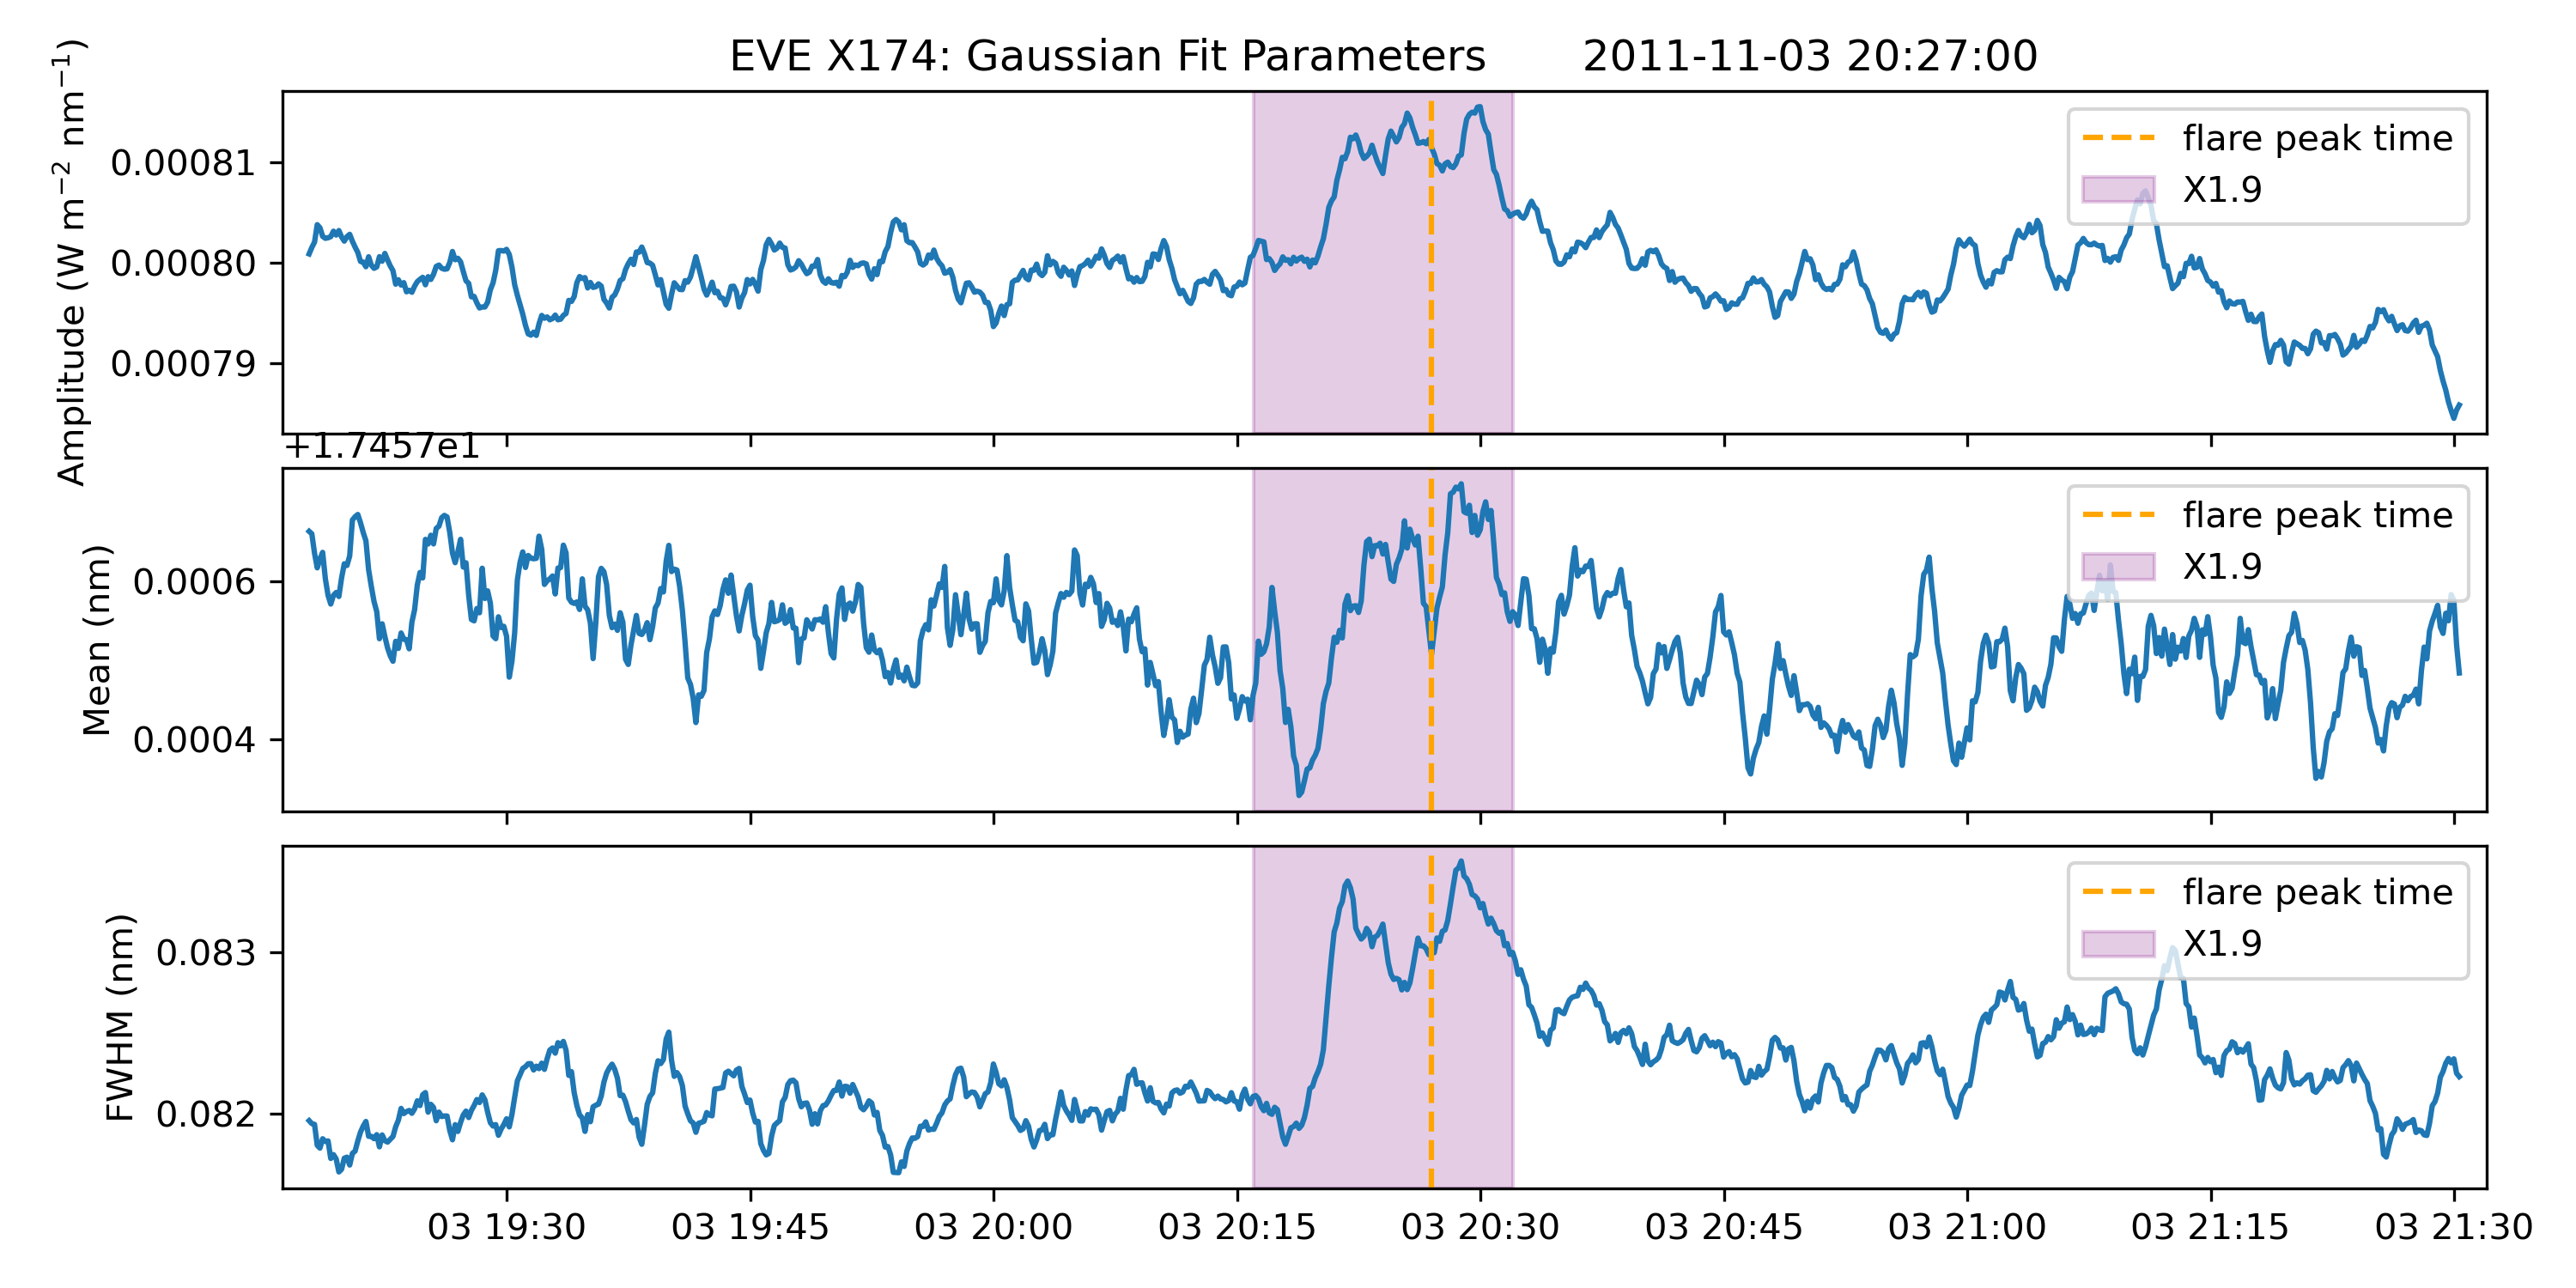 EVE X174: Gaussian Fit Parameters 2011-11-03 20:27:00
Amplitude (W m⁻² nm⁻¹)
0.00081
0.00080
0.00079
flare peak time
X1.9
+1.7457e1
Mean (nm)
0.0006
0.0004
flare peak time
X1.9
FWHM (nm)
0.083
0.082
flare peak time
X1.9
03 19:30 03 19:45 03 20:00 03 20:15 03 20:30 03 20:45 03 21:00 03 21:15 03 21:30